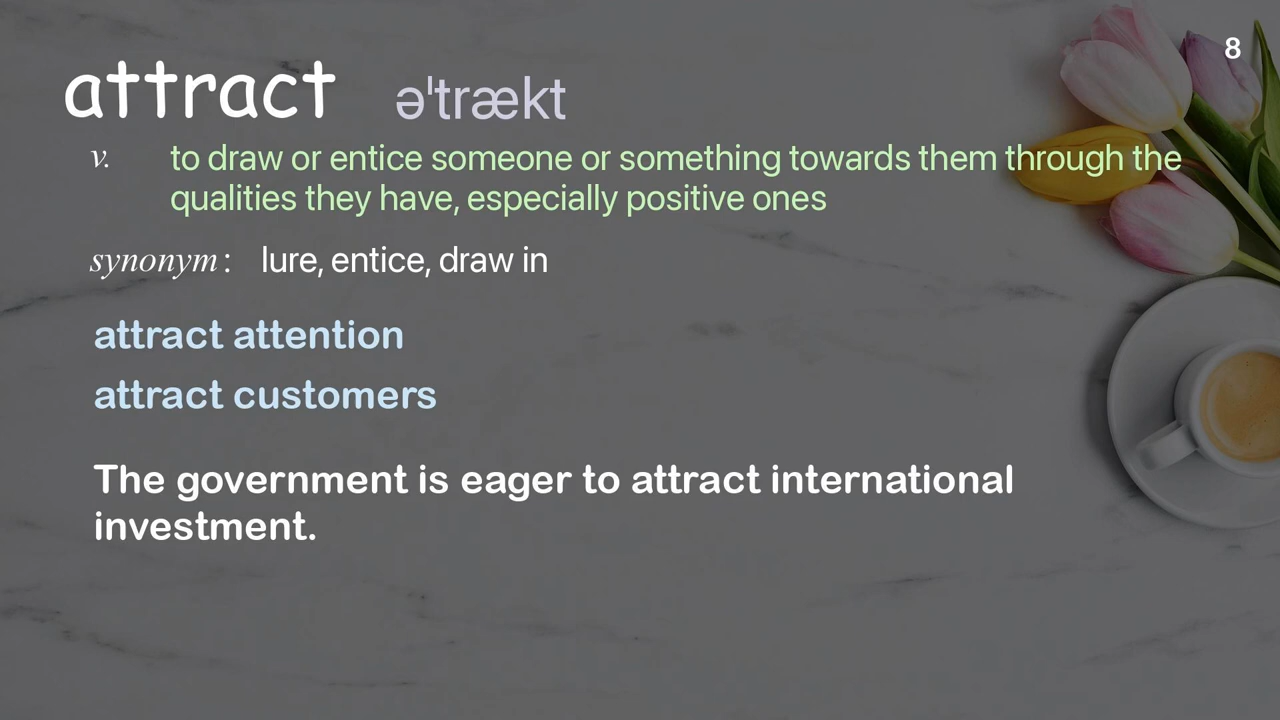 8
attract əˈtrækt
v. to draw or entice someone or something towards them through the
qualities they have, especially positive ones
synonym: lure, entice, draw in
attract attention
attract customers
The government is eager to attract international
investment.